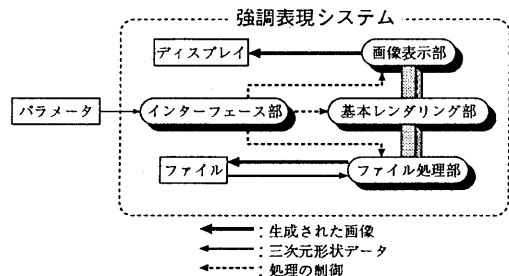 強調表現システム
ディスプレイ
画像表示部
パラメータ
インターフェース部
基本レンダリング部
ファイル
ファイル処理部
：生成された画像
：三次元形状データ
：処理の制御